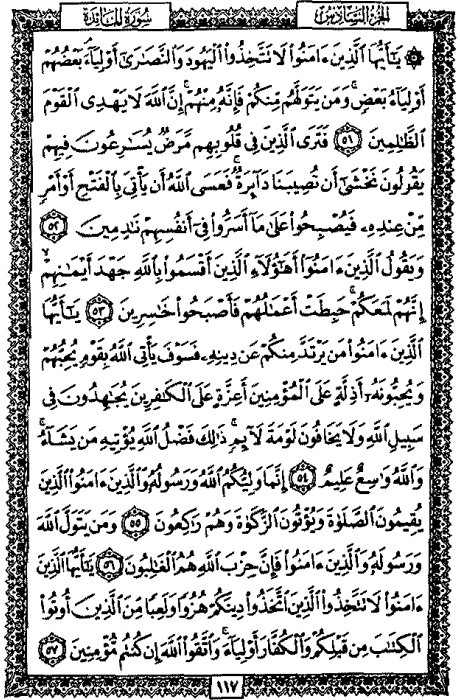 الجزء السادس
سورة المائدة
۞ يَٰٓأَيُّهَا ٱلَّذِينَ ءَامَنُوا۟ لَا تَتَّخِذُوا۟ ٱلْيَهُودَ وَٱلنَّصَٰرَىٰٓ أَوْلِيَآءَ ۘ بَعْضُهُمْ
أَوْلِيَآءُ بَعْضٍ ۚ وَمَن يَتَوَلَّهُم مِّنكُمْ فَإِنَّهُۥ مِنْهُمْ ۗ إِنَّ ٱللَّهَ لَا يَهْدِى ٱلْقَوْمَ
ٱلظَّٰلِمِينَ ٥١ فَتَرَى ٱلَّذِينَ فِى قُلُوبِهِم مَّرَضٌ يُسَٰرِعُونَ فِيهِمْ
يَقُولُونَ نَخْشَىٰٓ أَن تُصِيبَنَا دَآئِرَةٌ ۚ فَعَسَى ٱللَّهُ أَن يَأْتِىَ بِٱلْفَتْحِ أَوْ أَمْرٍ
مِّنْ عِندِهِۦ فَيُصْبِحُوا۟ عَلَىٰ مَآ أَسَرُّوا۟ فِىٓ أَنفُسِهِمْ نَٰدِمِينَ ٥٢
وَيَقُولُ ٱلَّذِينَ ءَامَنُوٓا۟ أَهَٰٓؤُلَآءِ ٱلَّذِينَ أَقْسَمُوا۟ بِٱللَّهِ جَهْدَ أَيْمَٰنِهِمْ ۙ
إِنَّهُمْ لَمَعَكُمْ ۚ حَبِطَتْ أَعْمَٰلُهُمْ فَأَصْبَحُوا۟ خَٰسِرِينَ ٥٣ يَٰٓأَيُّهَا
ٱلَّذِينَ ءَامَنُوا۟ مَن يَرْتَدَّ مِنكُمْ عَن دِينِهِۦ فَسَوْفَ يَأْتِى ٱللَّهُ بِقَوْمٍ يُحِبُّهُمْ
وَيُحِبُّونَهُۥٓ أَذِلَّةٍ عَلَى ٱلْمُؤْمِنِينَ أَعِزَّةٍ عَلَى ٱلْكَٰفِرِينَ يُجَٰهِدُونَ فِى
سَبِيلِ ٱللَّهِ وَلَا يَخَافُونَ لَوْمَةَ لَآئِمٍ ۚ ذَٰلِكَ فَضْلُ ٱللَّهِ يُؤْتِيهِ مَن يَشَآءُ ۚ
وَٱللَّهُ وَٰسِعٌ عَلِيمٌ ٥٤ إِنَّمَا وَلِيُّكُمُ ٱللَّهُ وَرَسُولُهُۥ وَٱلَّذِينَ ءَامَنُوا۟ ٱلَّذِينَ
يُقِيمُونَ ٱلصَّلَوٰةَ وَيُؤْتُونَ ٱلزَّكَوٰةَ وَهُمْ رَٰكِعُونَ ٥٥ وَمَن يَتَوَلَّ ٱللَّهَ
وَرَسُولَهُۥ وَٱلَّذِينَ ءَامَنُوا۟ فَإِنَّ حِزْبَ ٱللَّهِ هُمُ ٱلْغَٰلِبُونَ ٥٦ يَٰٓأَيُّهَا ٱلَّذِينَ
ءَامَنُوا۟ لَا تَتَّخِذُوا۟ ٱلَّذِينَ ٱتَّخَذُوا۟ دِينَكُمْ هُزُوًا وَلَعِبًا مِّنَ ٱلَّذِينَ أُوتُوا۟
ٱلْكِتَٰبَ مِن قَبْلِكُمْ وَٱلْكُفَّارَ أَوْلِيَآءَ ۚ وَٱتَّقُوا۟ ٱللَّهَ إِن كُنتُم مُّؤْمِنِينَ ٥٧
١١٧